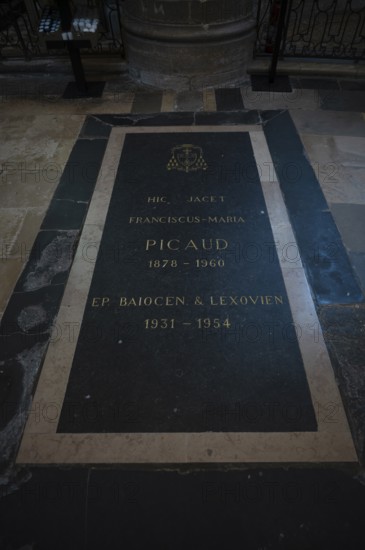 HIC JACET
FRANCISCUS-MARIA
PICAUD
1878 - 1960
EP. BAIOCEN & LEXOVIEN
1931 - 1954